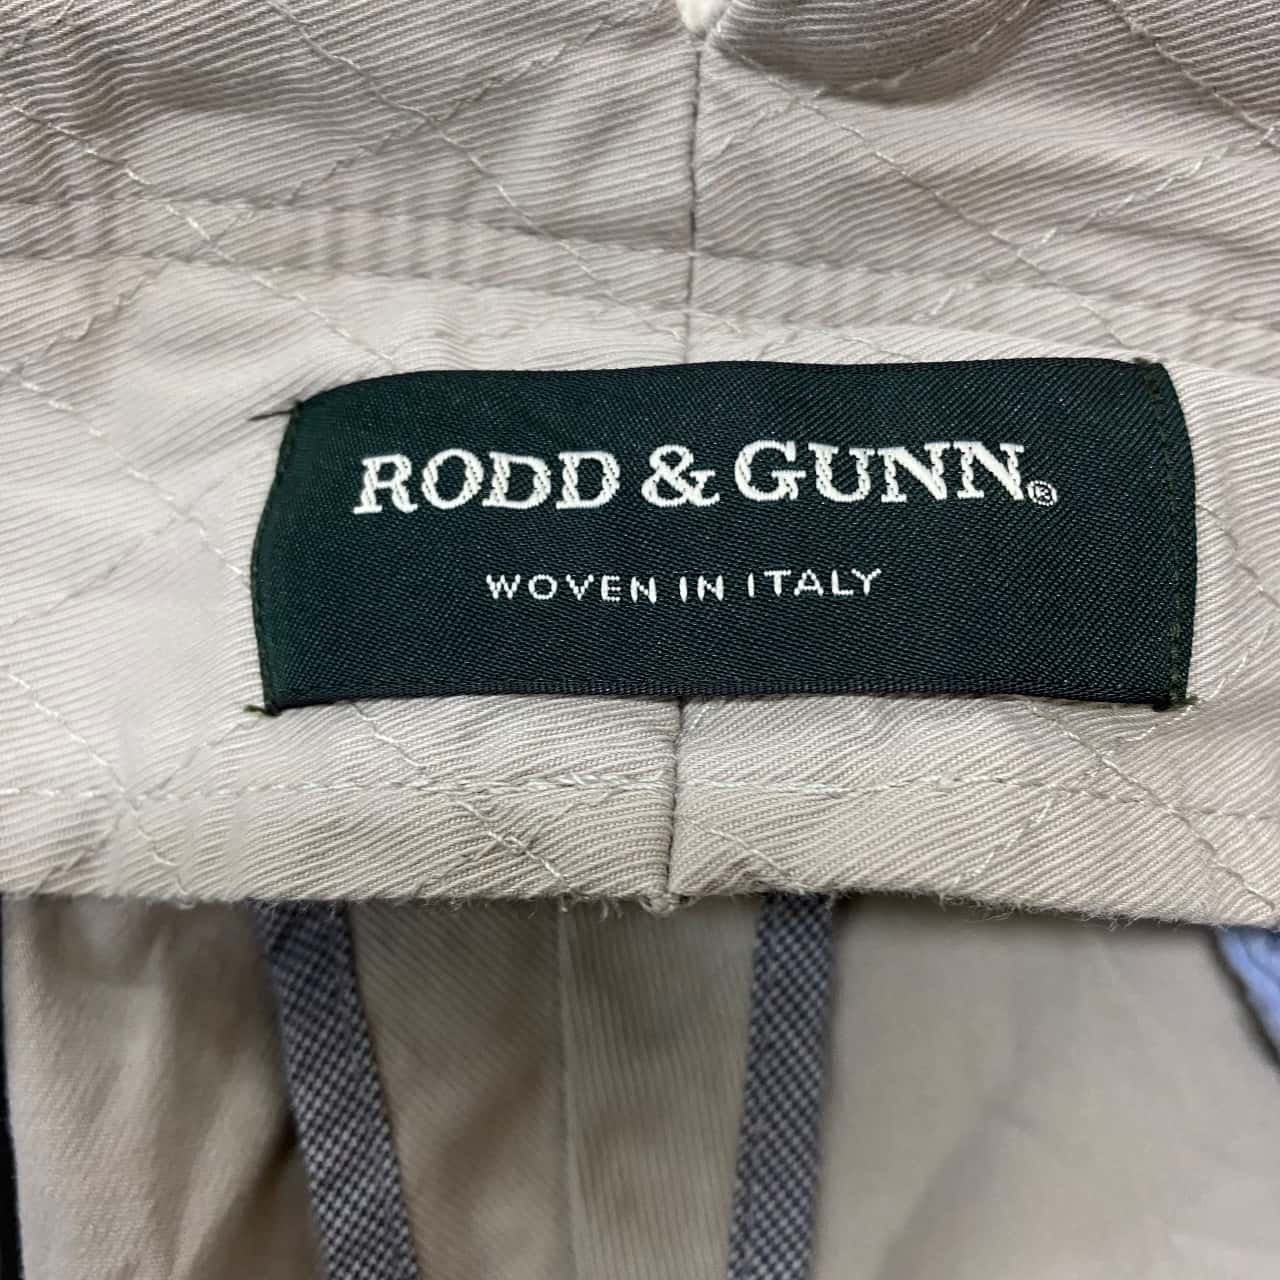 RODD & GUNN®
WOVEN IN ITALY